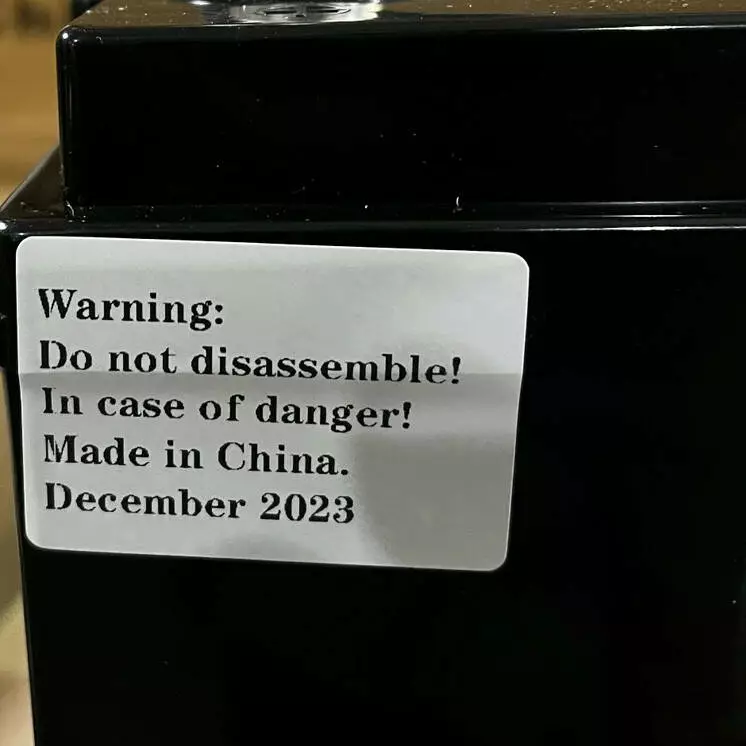 Warning:
Do not disassemble!
In case of danger!
Made in China.
December 2023